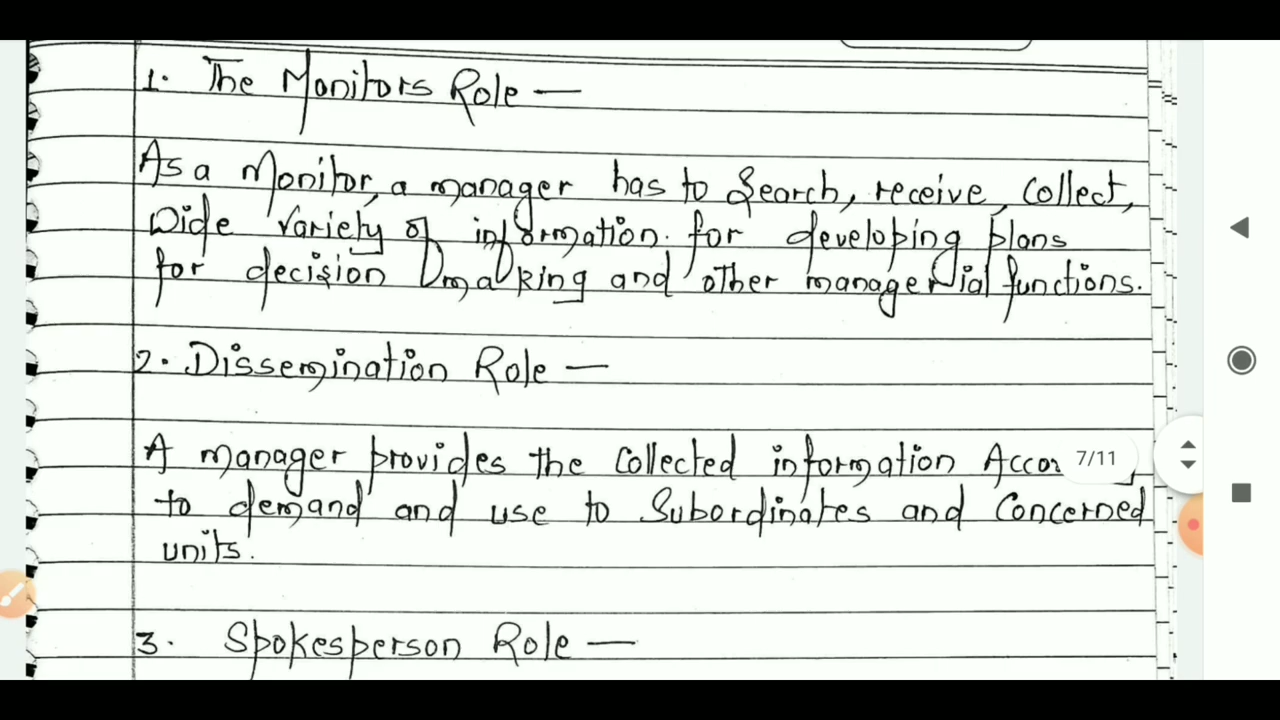 1. The Monitors Role —
As a Monitor, a manager has to Search, receive, collect,
Wide variety of information. for developing plans
for decision making and other managerial functions.
2. Dissemination Role —
A manager provides the collected information
7/11
to demand and use to Subordinates and Concerned
units.
3. Spokesperson Role —